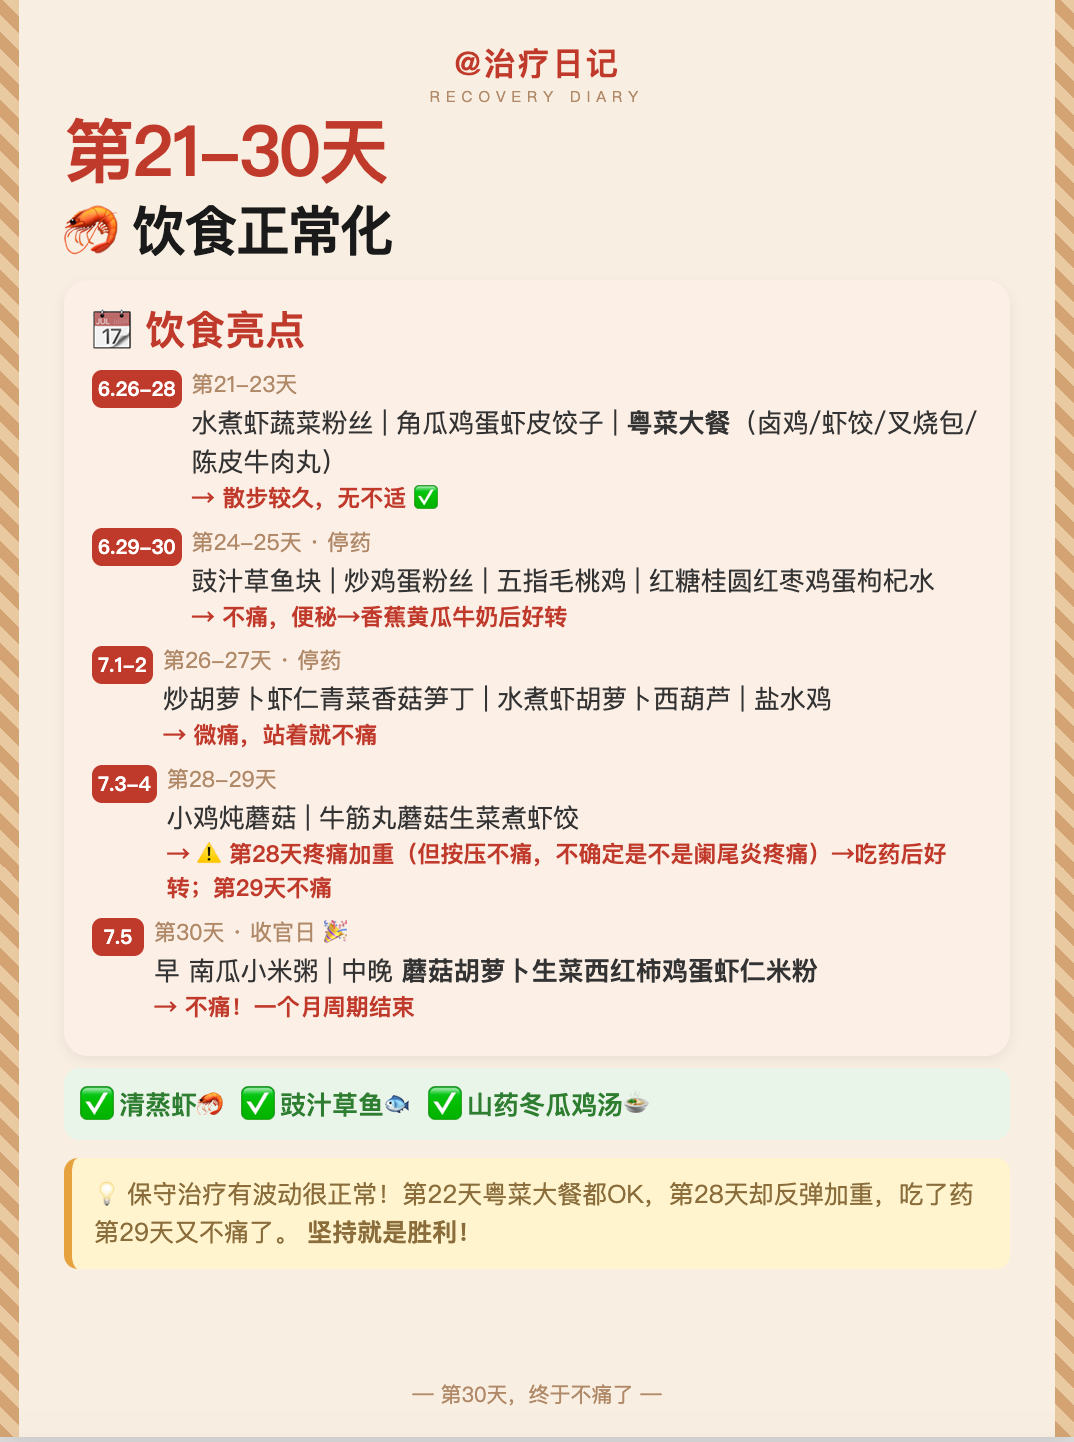 @治疗日记
RECOVERY DIARY
第21–30天
🦐 饮食正常化
📆 饮食亮点
6.26–28 第21–23天
水煮虾蔬菜粉丝 | 角瓜鸡蛋虾皮饺子 | 粤菜大餐（卤鸡/虾饺/叉烧包/
陈皮牛肉丸）
→ 散步较久，无不适 ✅
6.29–30 第24–25天 · 停药
豉汁草鱼块 | 炒鸡蛋粉丝 | 五指毛桃鸡 | 红糖桂圆红枣鸡蛋枸杞水
→ 不痛，便秘→香蕉黄瓜牛奶后好转
7.1–2 第26–27天 · 停药
炒胡萝卜虾仁青菜香菇笋丁 | 水煮虾胡萝卜西葫芦 | 盐水鸡
→ 微痛，站着就不痛
7.3–4 第28–29天
小鸡炖蘑菇 | 牛筋丸蘑菇生菜煮虾饺
→ ⚠️ 第28天疼痛加重（但按压不痛，不确定是不是阑尾炎疼痛）→吃药后好
转；第29天不痛
7.5 第30天 · 收官日 🎉
早 南瓜小米粥 | 中晚 蘑菇胡萝卜生菜西红柿鸡蛋虾仁米粉
→ 不痛！一个月周期结束
✅ 清蒸虾🦐 ✅ 豉汁草鱼🐟 ✅ 山药冬瓜鸡汤🍲
💡 保守治疗有波动很正常！第22天粤菜大餐都OK，第28天却反弹加重，吃了药
第29天又不痛了。 坚持就是胜利！
— 第30天，终于不痛了 —